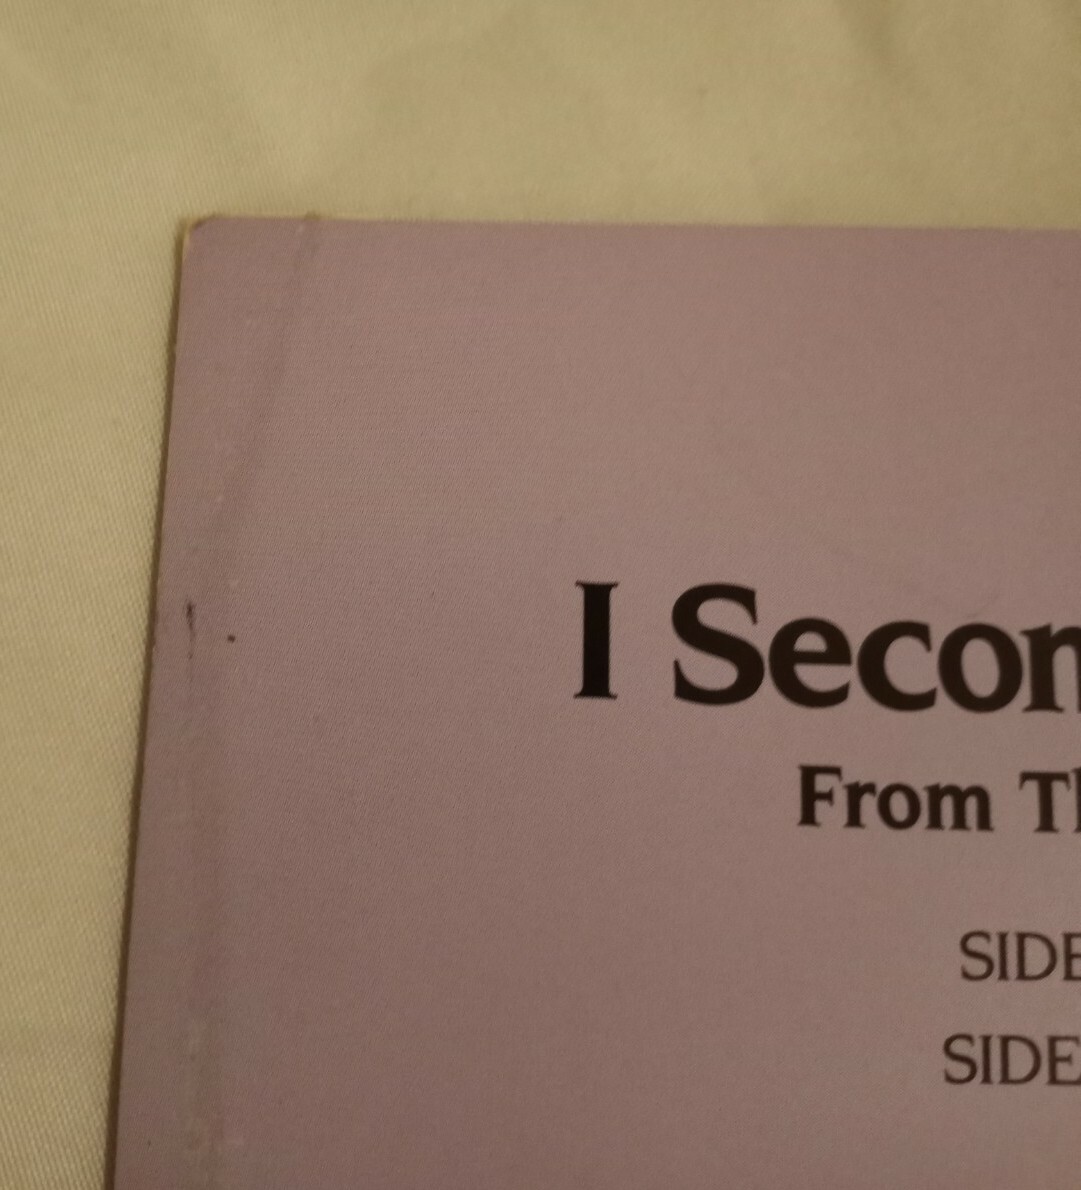 I Secon
From Th
SIDE
SIDE